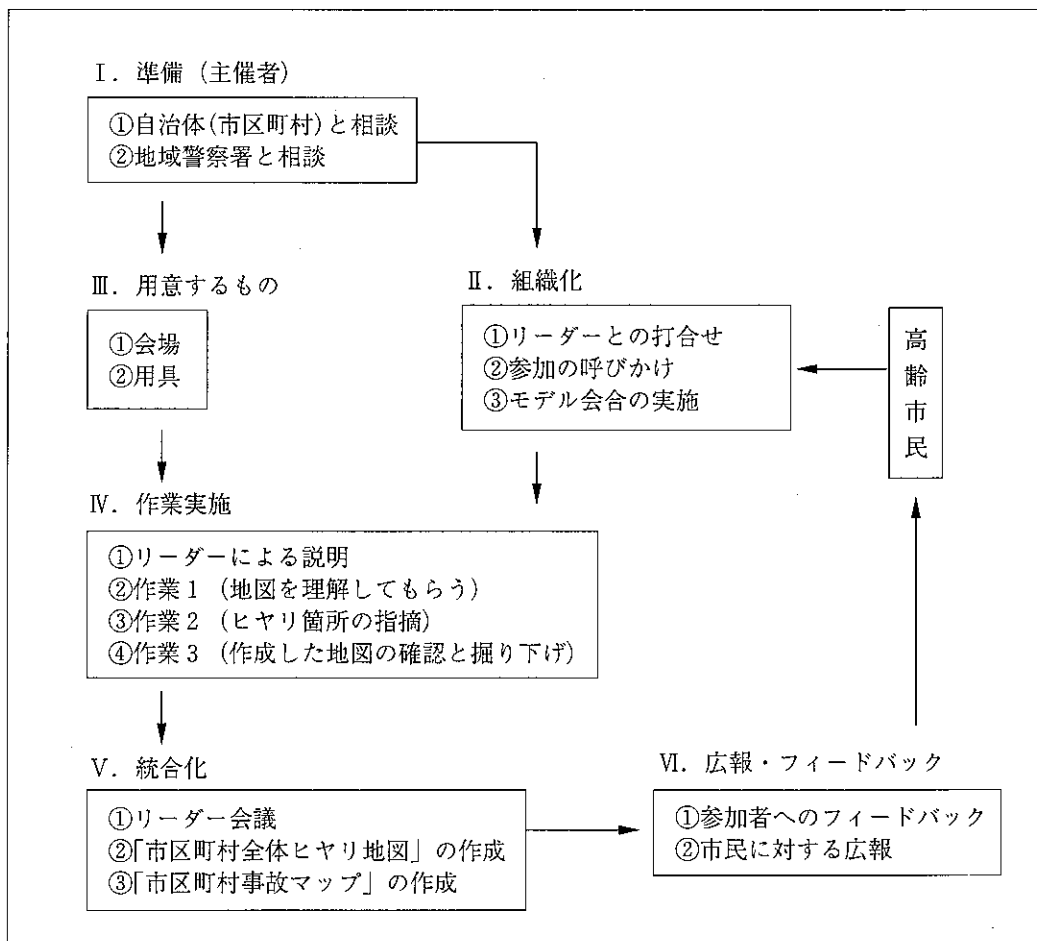 Ⅰ．準備（主催者）
①自治体(市区町村)と相談
②地域警察署と相談
Ⅲ．用意するもの
①会場
②用具
Ⅱ．組織化
①リーダーとの打合せ
②参加の呼びかけ
③モデル会合の実施
高齢市民
Ⅳ．作業実施
①リーダーによる説明
②作業1（地図を理解してもらう）
③作業2（ヒヤリ箇所の指摘）
④作業3（作成した地図の確認と掘り下げ）
Ⅴ．統合化
①リーダー会議
②「市区町村全体ヒヤリ地図」の作成
③「市区町村事故マップ」の作成
Ⅵ．広報・フィードバック
①参加者へのフィードバック
②市民に対する広報